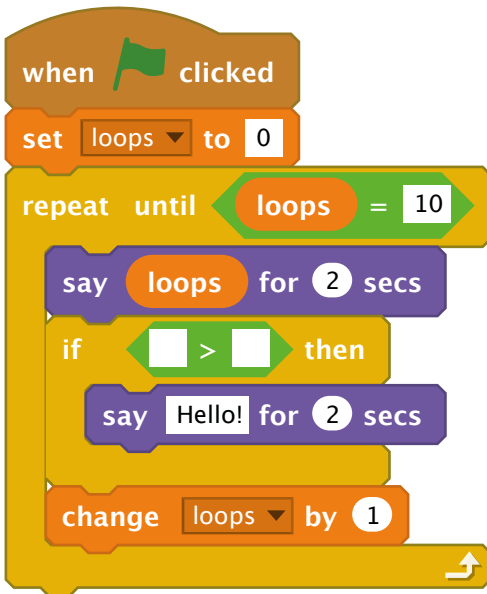 when clicked
set loops to 0
repeat until loops = 10
say loops for 2 secs
if > then
say Hello! for 2 secs
change loops by 1